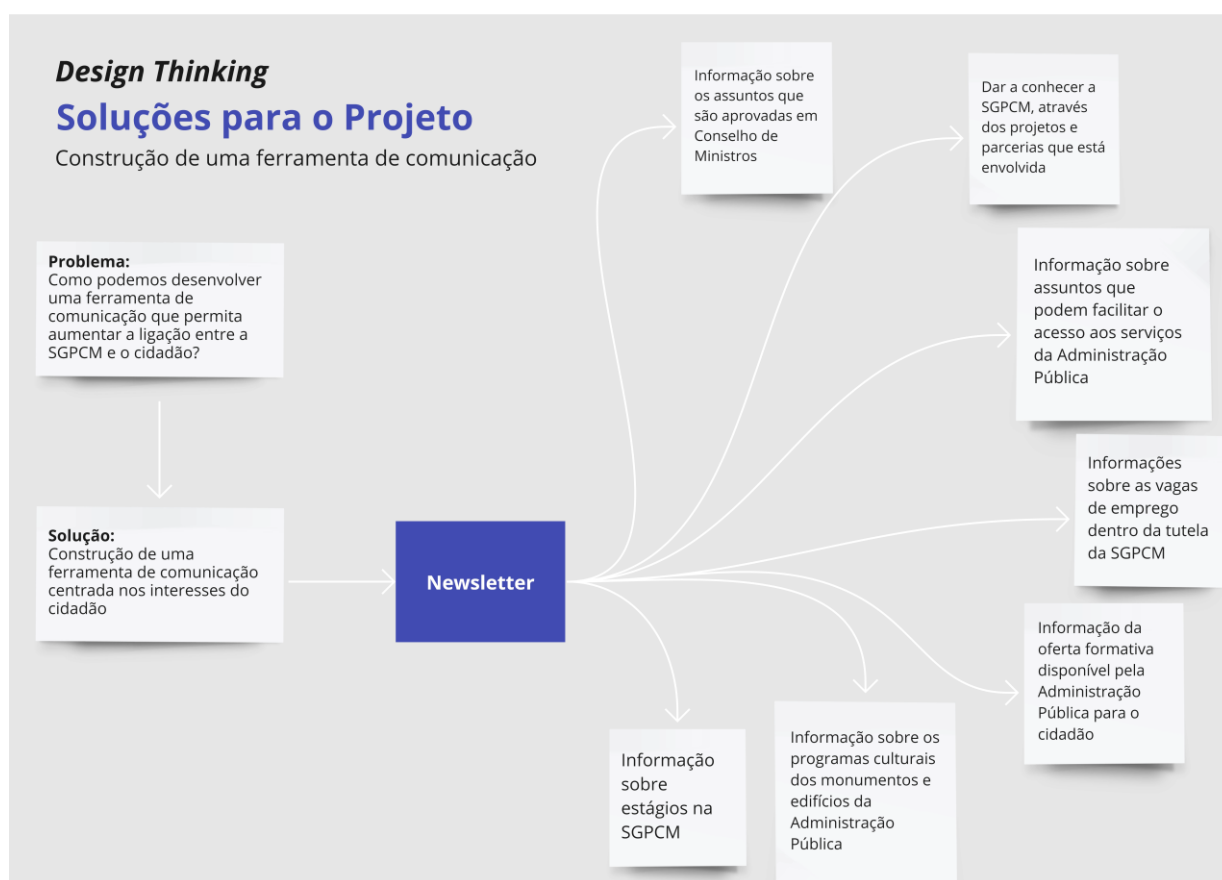 Design Thinking
Soluções para o Projeto
Construção de uma ferramenta de comunicação
Problema:
Como podemos desenvolver
uma ferramenta de
comunicação que permita
aumentar a ligação entre a
SGPCM e o cidadão?
Solução:
Construção de uma
ferramenta de comunicação
centrada nos interesses do
cidadão
Newsletter
Informação sobre
os assuntos que
são aprovadas em
Conselho de
Ministros
Dar a conhecer a
SGPCM, através
dos projetos e
parcerias que está
envolvida
Informação sobre
assuntos que
podem facilitar o
acesso aos serviços
da Administração
Pública
Informações
sobre as vagas
de emprego
dentro da tutela
da SGPCM
Informação da
oferta formativa
disponível pela
Administração
Pública para o
cidadão
Informação sobre os
programas culturais
dos monumentos e
edifícios da
Administração
Pública
Informação
sobre
estágios na
SGPCM